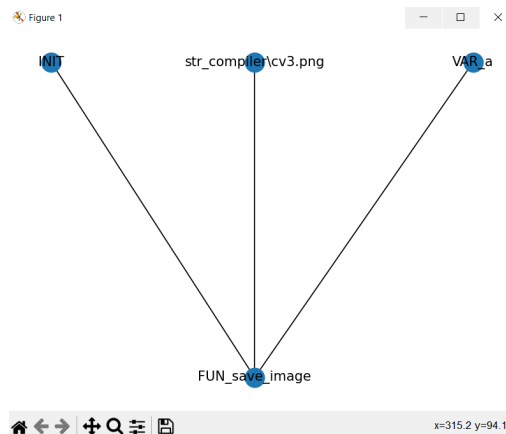 Figure 1
INIT
str_compiler\cv3.png
VAR_a
FUN_save_image
x=315.2 y=94.1